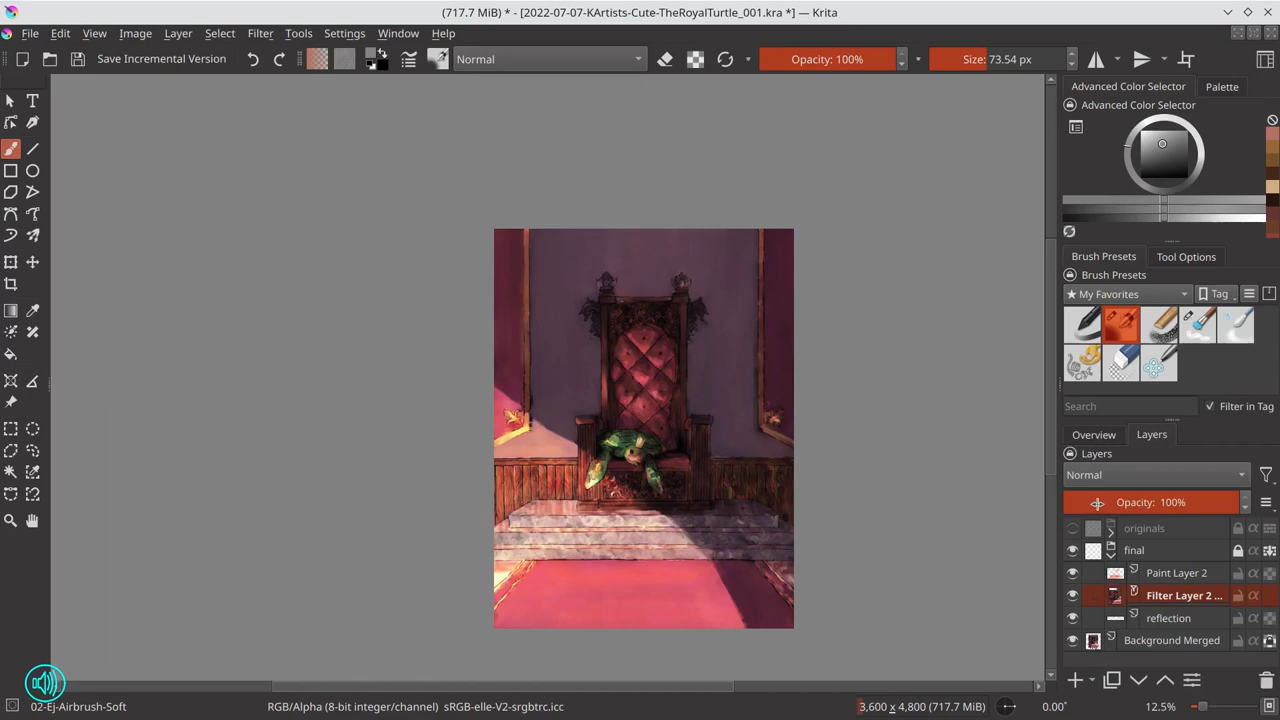 (717.7 MiB) * - [2022-07-07-KArtists-Cute-TheRoyalTurtle_001.kra *] — Krita
File Edit View Image Layer Select Filter Tools Settings Window Help
Save Incremental Version
Normal
Opacity: 100%
Size: 73.54 px
Advanced Color Selector
Palette
Advanced Color Selector
Brush Presets
Tool Options
Brush Presets
★ My Favorites
Tag
Search
Filter in Tag
Overview
Layers
Layers
Normal
Opacity: 100%
originals
final
Paint Layer 2
Filter Layer 2 ...
reflection
Background Merged
02-Ej-Airbrush-Soft
RGB/Alpha (8-bit integer/channel) sRGB-elle-V2-srgbtrc.icc
3,600 x 4,800 (717.7 MiB)
0.00°
12.5%